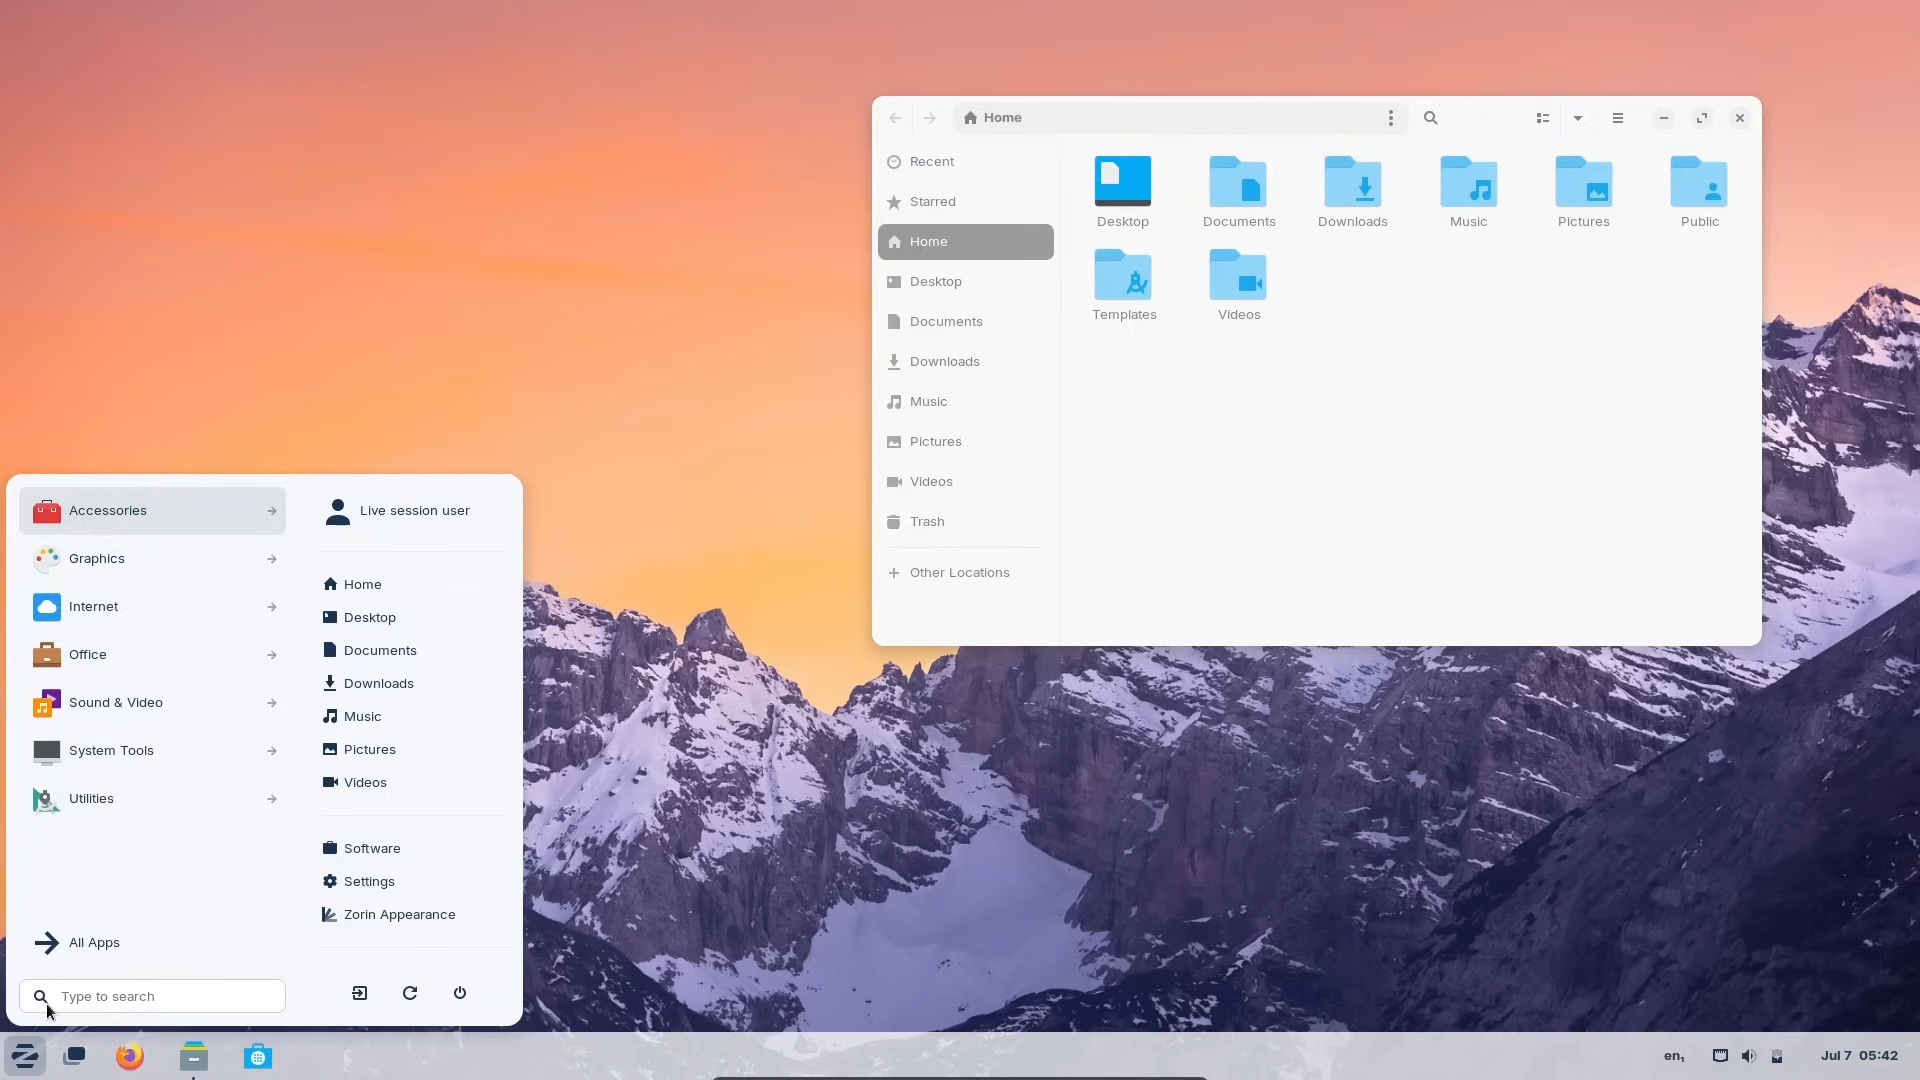 Home
Recent
Starred
Home
Desktop
Documents
Downloads
Music
Pictures
Videos
Trash
Other Locations
Desktop
Documents
Downloads
Music
Pictures
Public
Templates
Videos
Accessories
Graphics
Internet
Office
Sound & Video
System Tools
Utilities
All Apps
Type to search
Live session user
Home
Desktop
Documents
Downloads
Music
Pictures
Videos
Software
Settings
Zorin Appearance
en₁ Jul 7 05:42